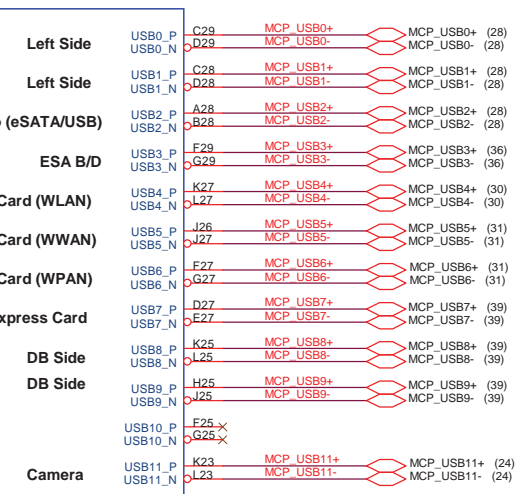 USB0_P C29 MCP_USB0+ MCP_USB0+ (28)
Left Side USB0_N D29 MCP_USB0- MCP_USB0- (28)
USB1_P C28 MCP_USB1+ MCP_USB1+ (28)
Left Side USB1_N D28 MCP_USB1- MCP_USB1- (28)
USB2_P A28 MCP_USB2+ MCP_USB2+ (28)
(eSATA/USB) USB2_N B28 MCP_USB2- MCP_USB2- (28)
USB3_P F29 MCP_USB3+ MCP_USB3+ (36)
ESA B/D USB3_N G29 MCP_USB3- MCP_USB3- (36)
USB4_P K27 MCP_USB4+ MCP_USB4+ (30)
Card (WLAN) USB4_N L27 MCP_USB4- MCP_USB4- (30)
USB5_P J26 MCP_USB5+ MCP_USB5+ (31)
Card (WWAN) USB5_N J27 MCP_USB5- MCP_USB5- (31)
USB6_P F27 MCP_USB6+ MCP_USB6+ (31)
Card (WPAN) USB6_N G27 MCP_USB6- MCP_USB6- (31)
USB7_P D27 MCP_USB7+ MCP_USB7+ (39)
xpress Card USB7_N E27 MCP_USB7- MCP_USB7- (39)
USB8_P K25 MCP_USB8+ MCP_USB8+ (39)
DB Side USB8_N L25 MCP_USB8- MCP_USB8- (39)
DB Side USB9_P H25 MCP_USB9+ MCP_USB9+ (39)
USB9_N J25 MCP_USB9- MCP_USB9- (39)
USB10_P F25
USB10_N G25
USB11_P K23 MCP_USB11+ MCP_USB11+ (24)
Camera USB11_N L23 MCP_USB11- MCP_USB11- (24)